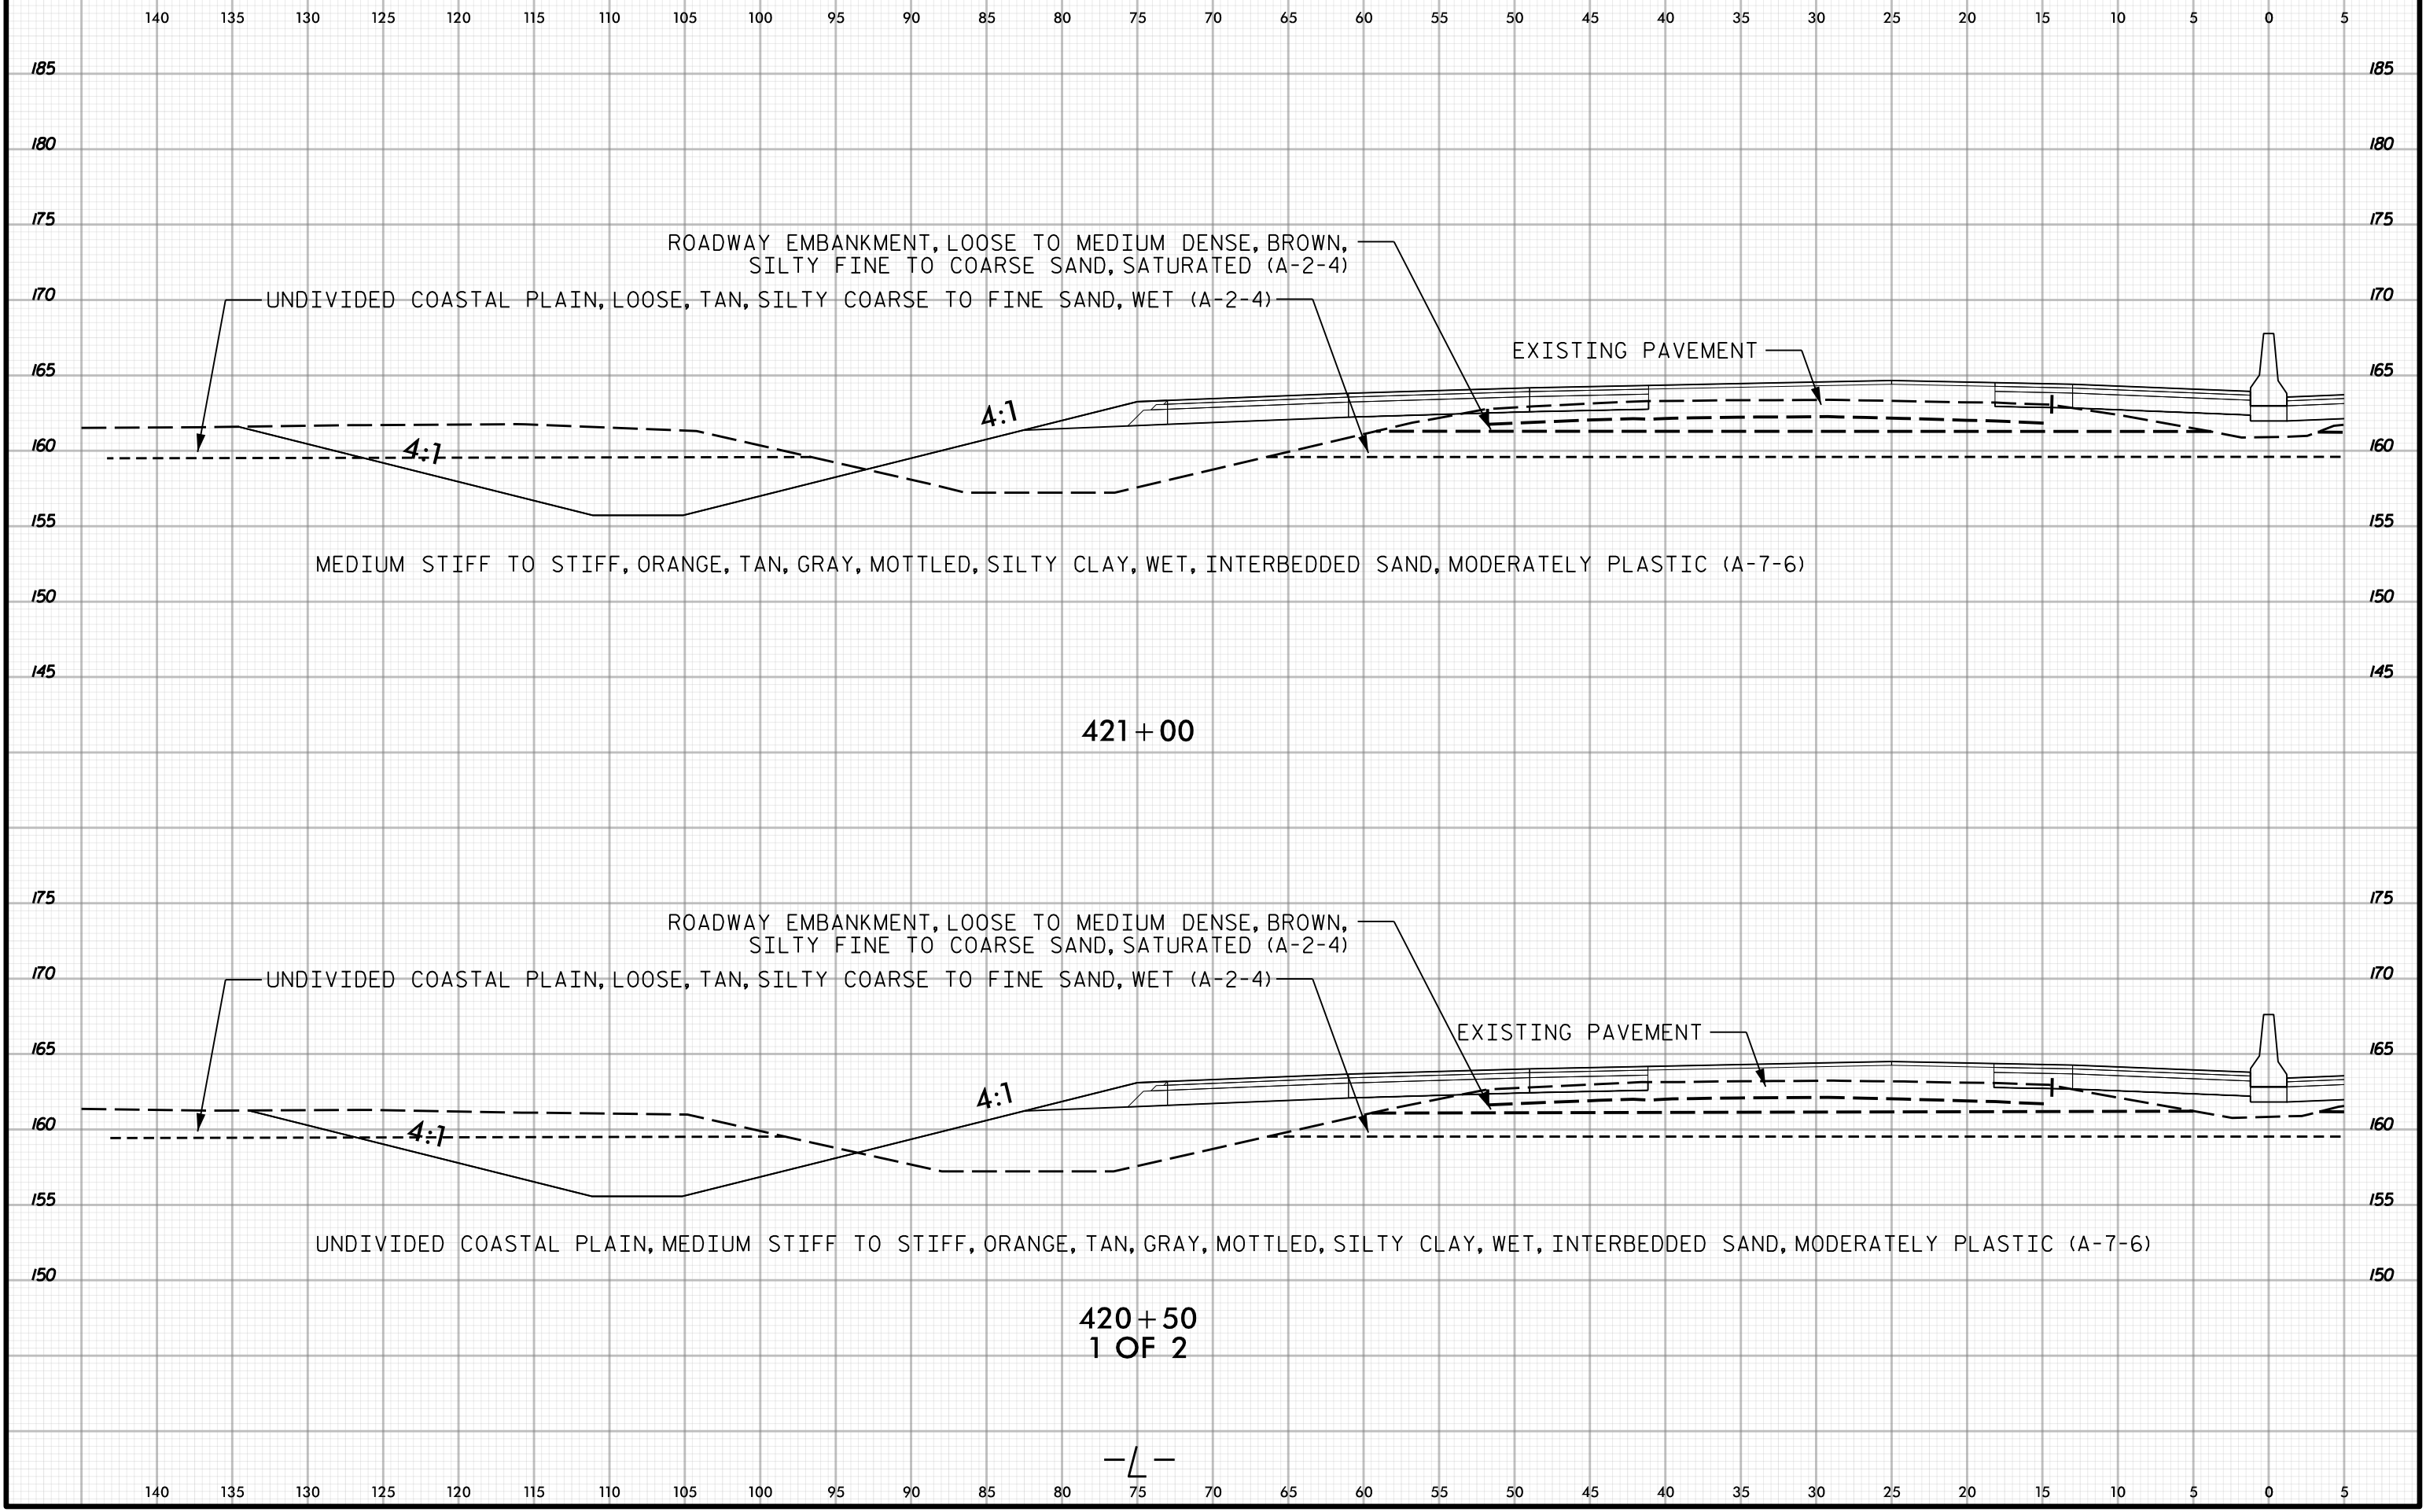 140 135 130 125 120 115 110 105 100 95 90 85 80 75 70 65 60 55 50 45 40 35 30 25 20 15 10 5 0 5
185 185
180 180
175 175
ROADWAY EMBANKMENT, LOOSE TO MEDIUM DENSE, BROWN,
SILTY FINE TO COARSE SAND, SATURATED (A-2-4)
170 UNDIVIDED COASTAL PLAIN, LOOSE, TAN, SILTY COARSE TO FINE SAND, WET (A-2-4) 170
EXISTING PAVEMENT
165 165
4:1
160 4:1 160
155 155
MEDIUM STIFF TO STIFF, ORANGE, TAN, GRAY, MOTTLED, SILTY CLAY, WET, INTERBEDDED SAND, MODERATELY PLASTIC (A-7-6)
150 150
145 145
421+00
175 175
ROADWAY EMBANKMENT, LOOSE TO MEDIUM DENSE, BROWN,
SILTY FINE TO COARSE SAND, SATURATED (A-2-4)
170 UNDIVIDED COASTAL PLAIN, LOOSE, TAN, SILTY COARSE TO FINE SAND, WET (A-2-4) 170
EXISTING PAVEMENT
165 165
4:1
160 4:1 160
155 155
UNDIVIDED COASTAL PLAIN, MEDIUM STIFF TO STIFF, ORANGE, TAN, GRAY, MOTTLED, SILTY CLAY, WET, INTERBEDDED SAND, MODERATELY PLASTIC (A-7-6)
150 150
420+50
1 OF 2
-L-
140 135 130 125 120 115 110 105 100 95 90 85 80 75 70 65 60 55 50 45 40 35 30 25 20 15 10 5 0 5